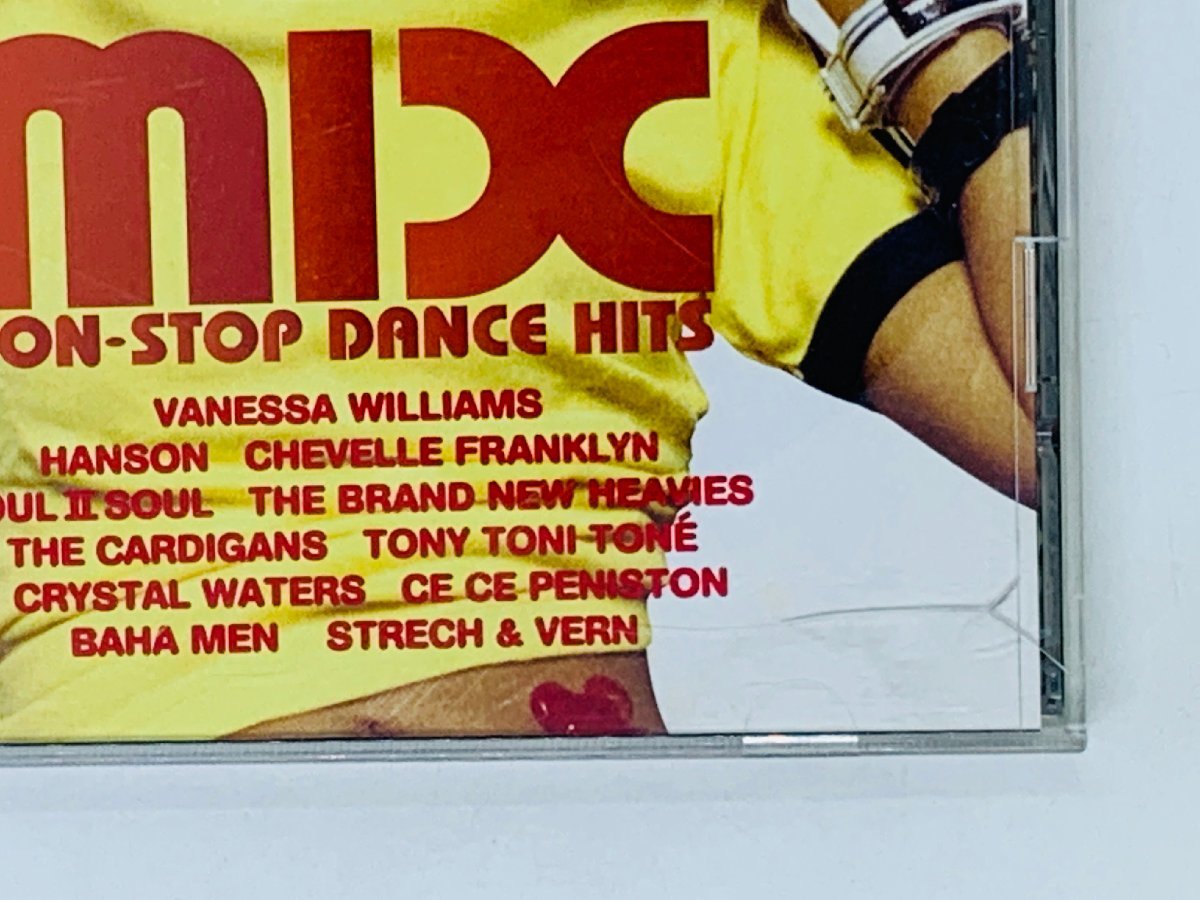 MIX
ON-STOP DANCE HITS
VANESSA WILLIAMS
HANSON CHEVELLE FRANKLYN
OUL II SOUL THE BRAND NEW HEAVIES
THE CARDIGANS TONY TONI TONÉ
CRYSTAL WATERS CE CE PENISTON
BAHA MEN STRECH & VERN